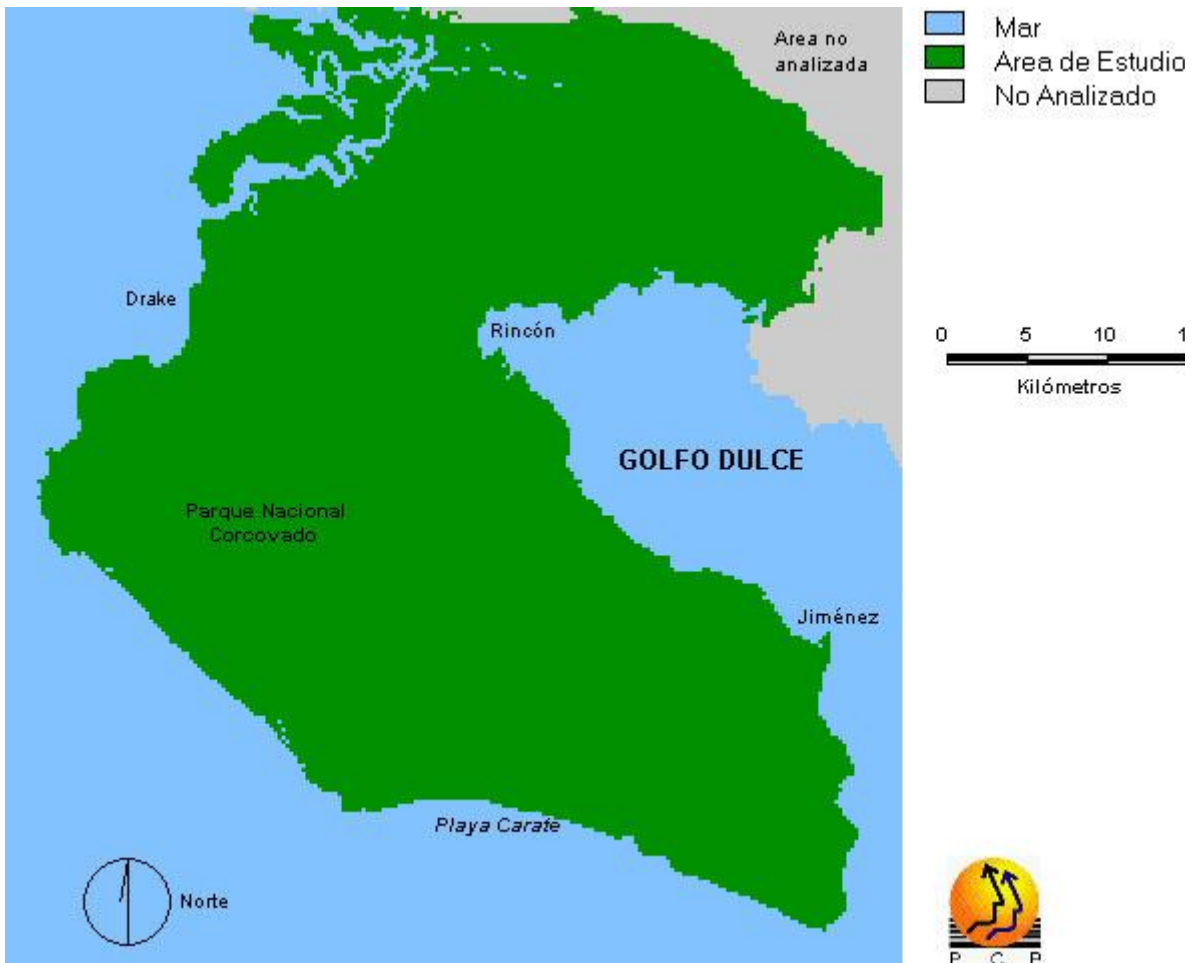 Area no
analizada
Mar
Area de Estudio
No Analizado
Drake
Rincón
0 5 10 1
Kilómetros
GOLFO DULCE
Parque Nacional
Corcovado
Jiménez
Playa Carate
Norte
P C P